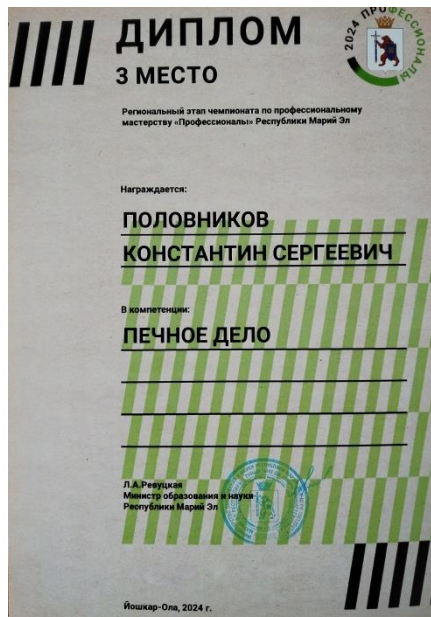 ДИПЛОМ
3 МЕСТО
2024 ПРОФЕССИОНАЛЫ
Региональный этап чемпионата по профессиональному
мастерству «Профессионалы» Республики Марий Эл
Награждается:
ПОЛОВНИКОВ
КОНСТАНТИН СЕРГЕЕВИЧ
В компетенции:
ПЕЧНОЕ ДЕЛО
Л.А.Ревуцкая
Министр образования и науки
Республики Марий Эл
Йошкар-Ола, 2024 г.